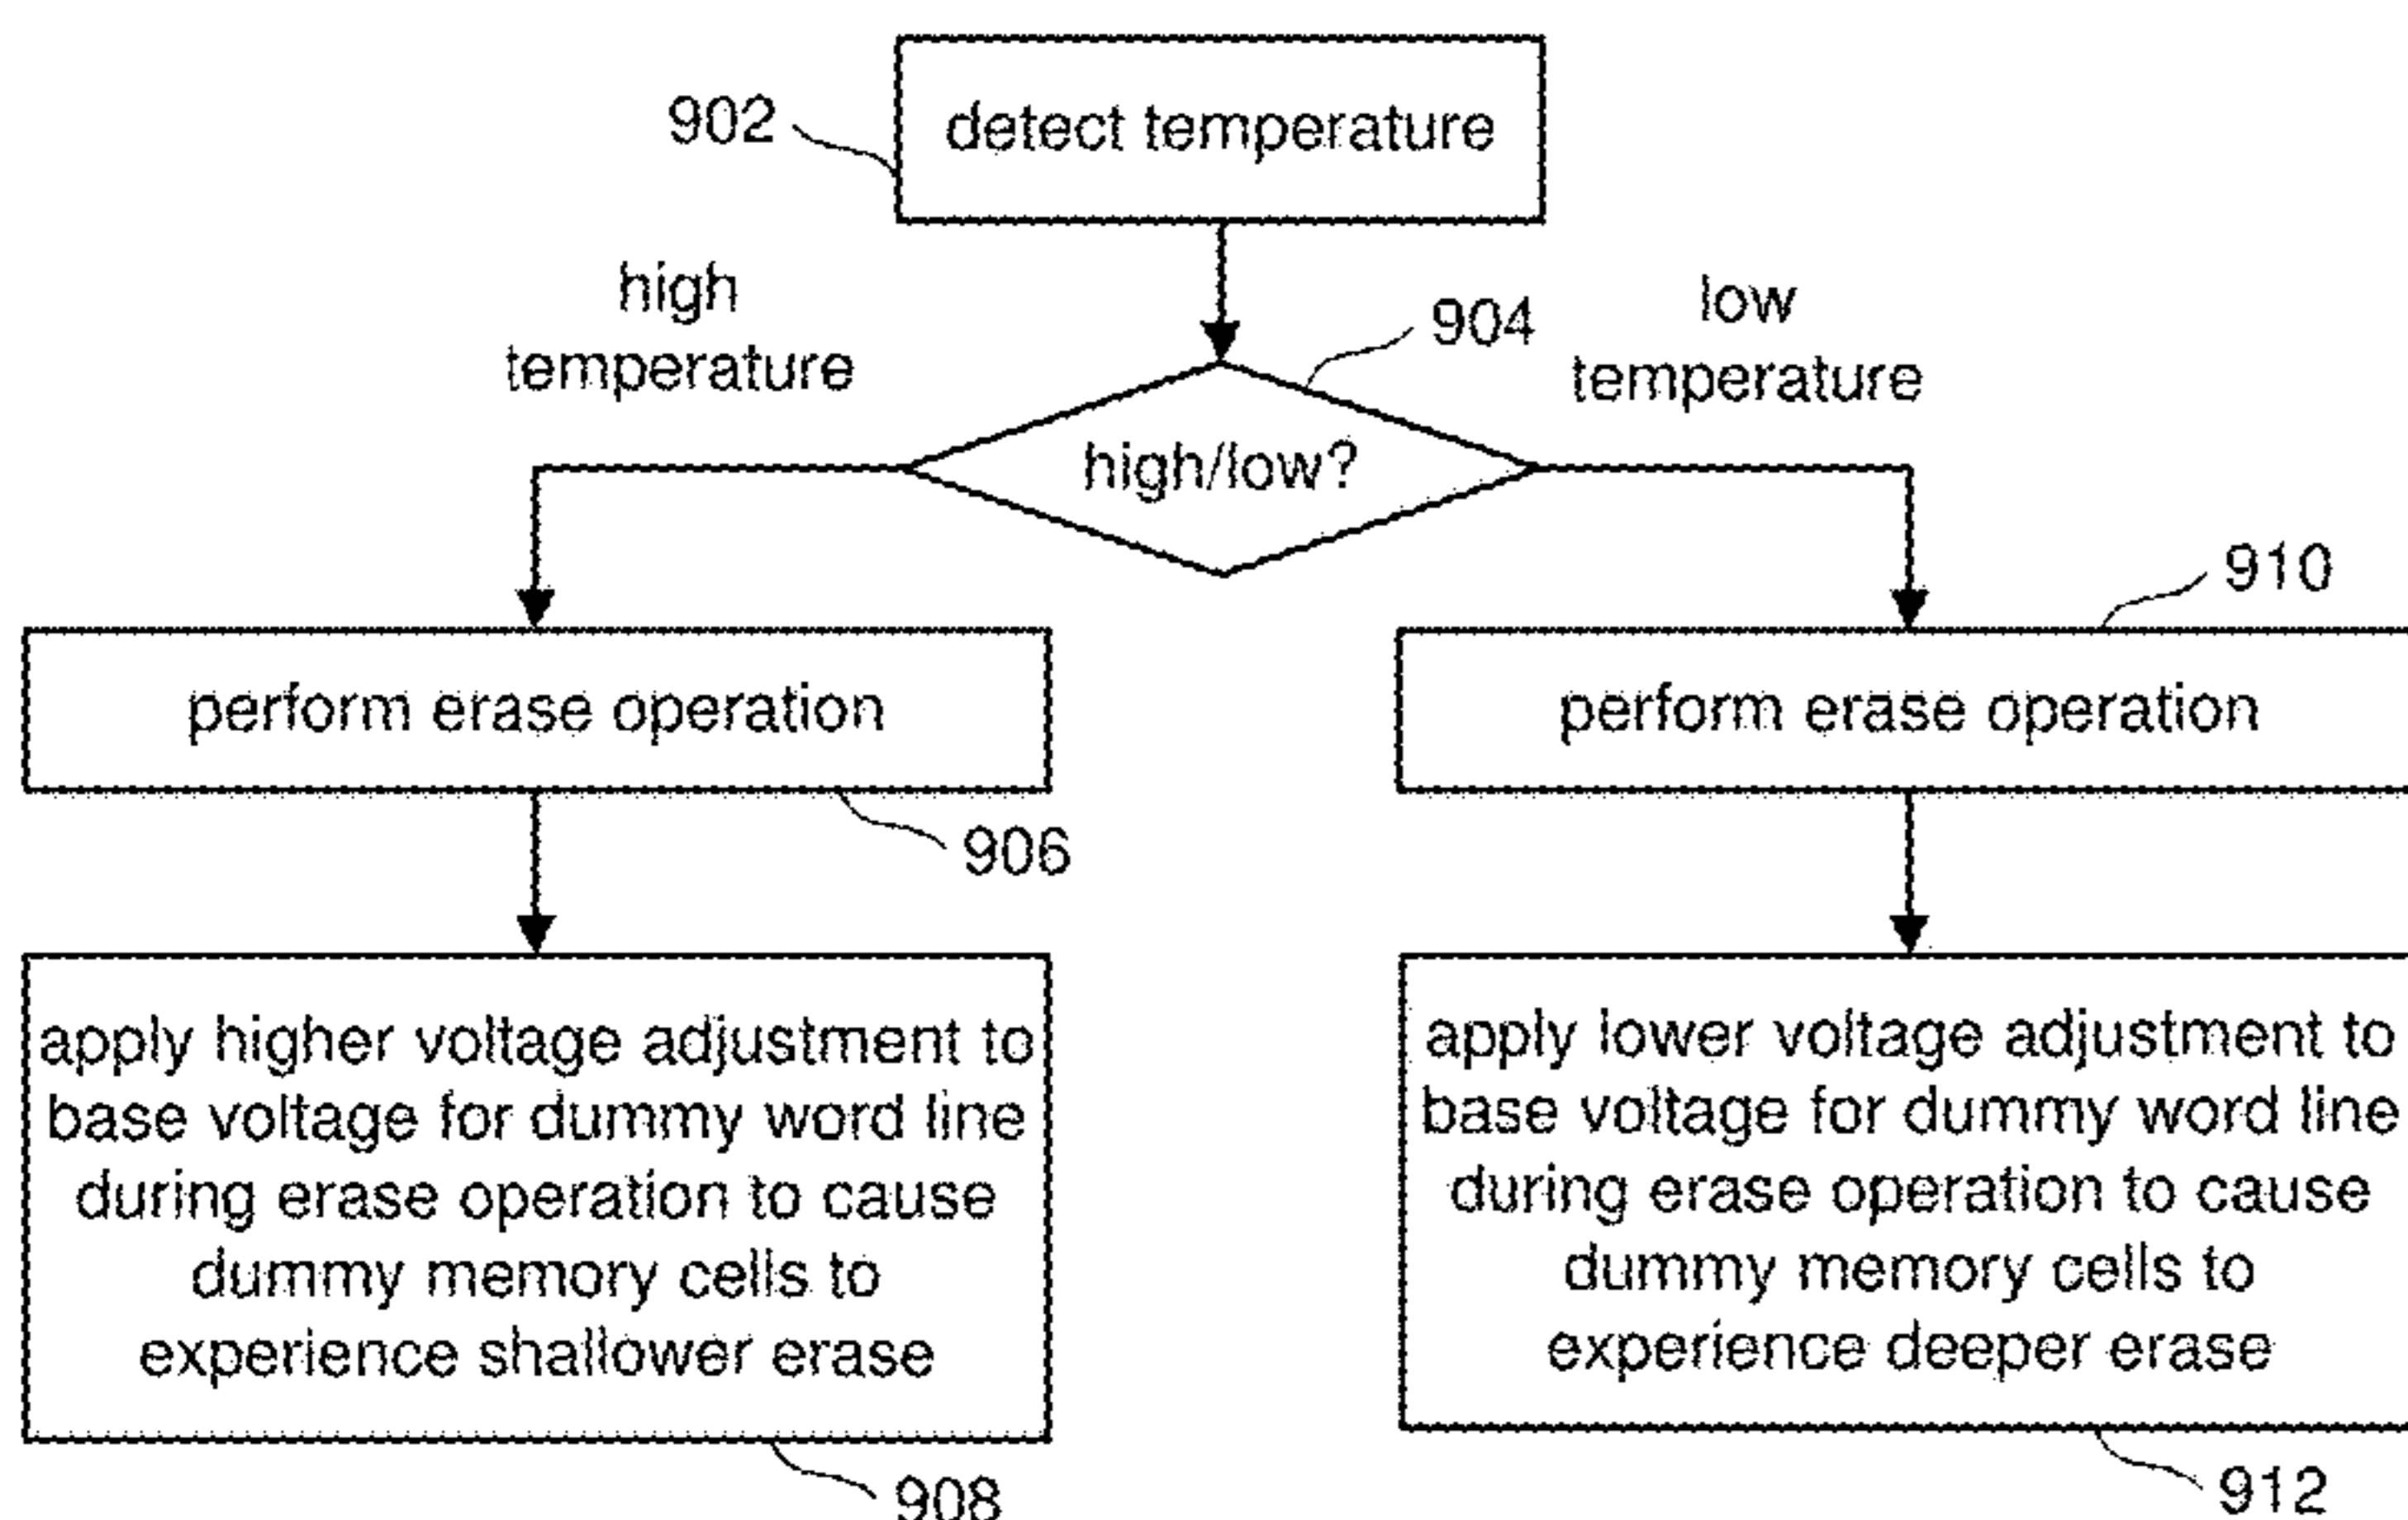 902
detect temperature
high
temperature
904
low
temperature
high/low?
910
perform erase operation
perform erase operation
906
apply higher voltage adjustment to
base voltage for dummy word line
during erase operation to cause
dummy memory cells to
experience shallower erase
apply lower voltage adjustment to
base voltage for dummy word line
during erase operation to cause
dummy memory cells to
experience deeper erase
908
912